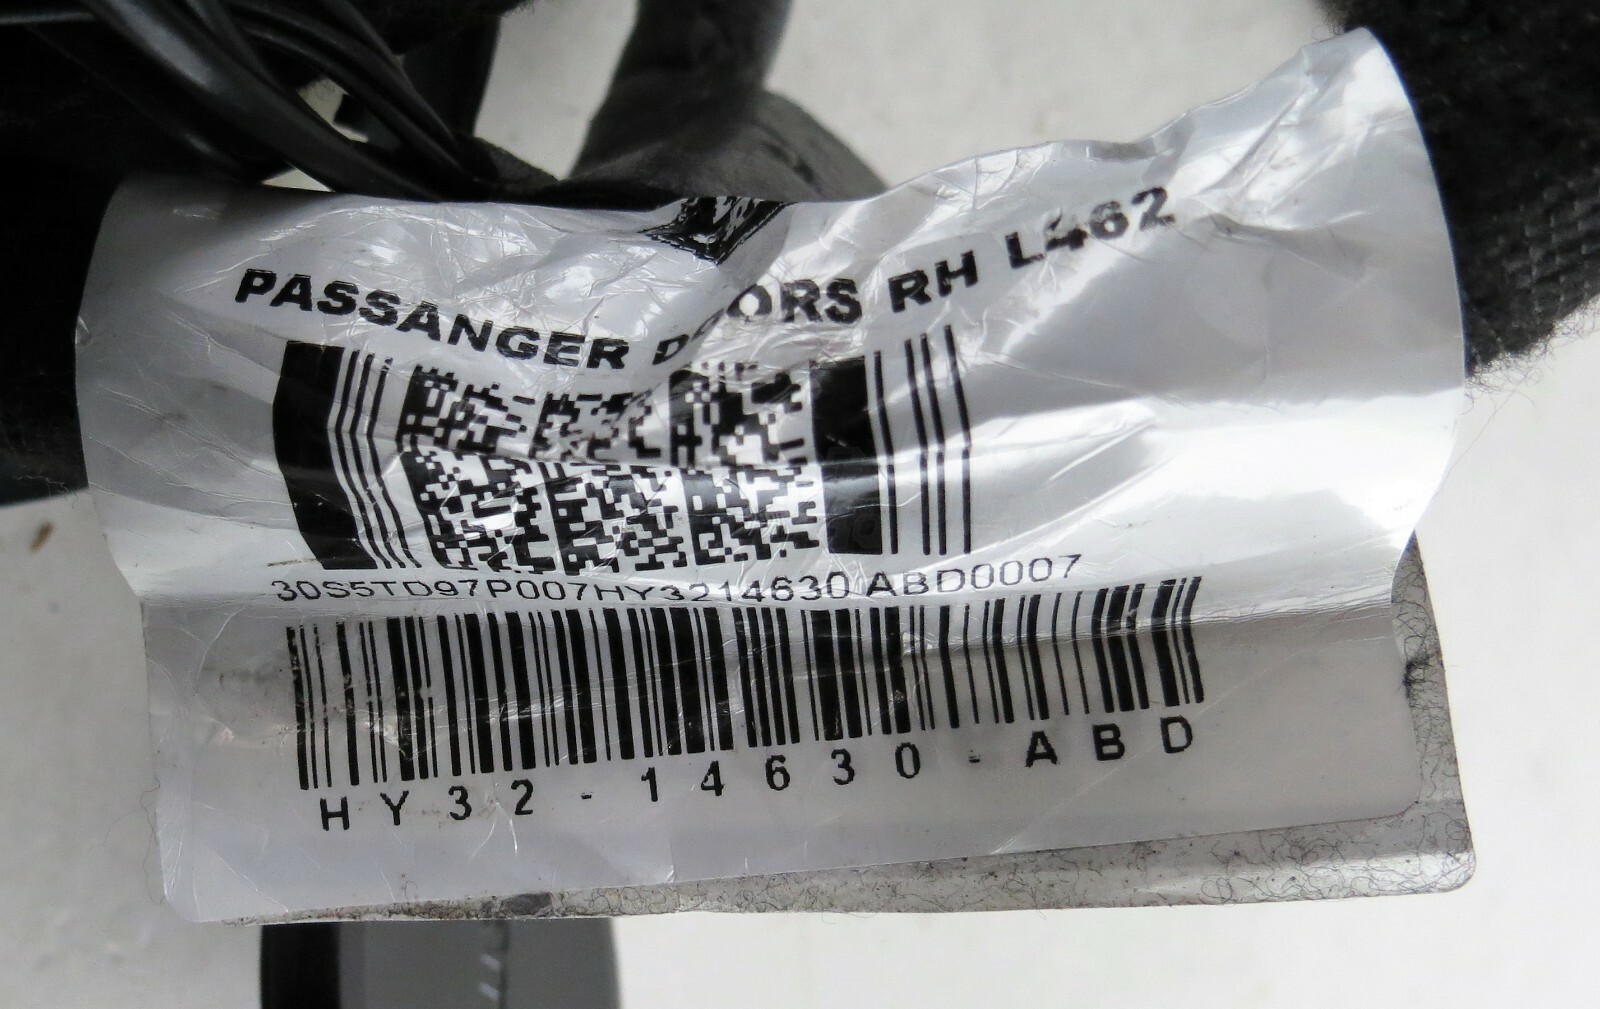 PASSANGER DOORS RH L462
30S5TD97P007HY3214630 ABD0007
HY32-14630-ABD